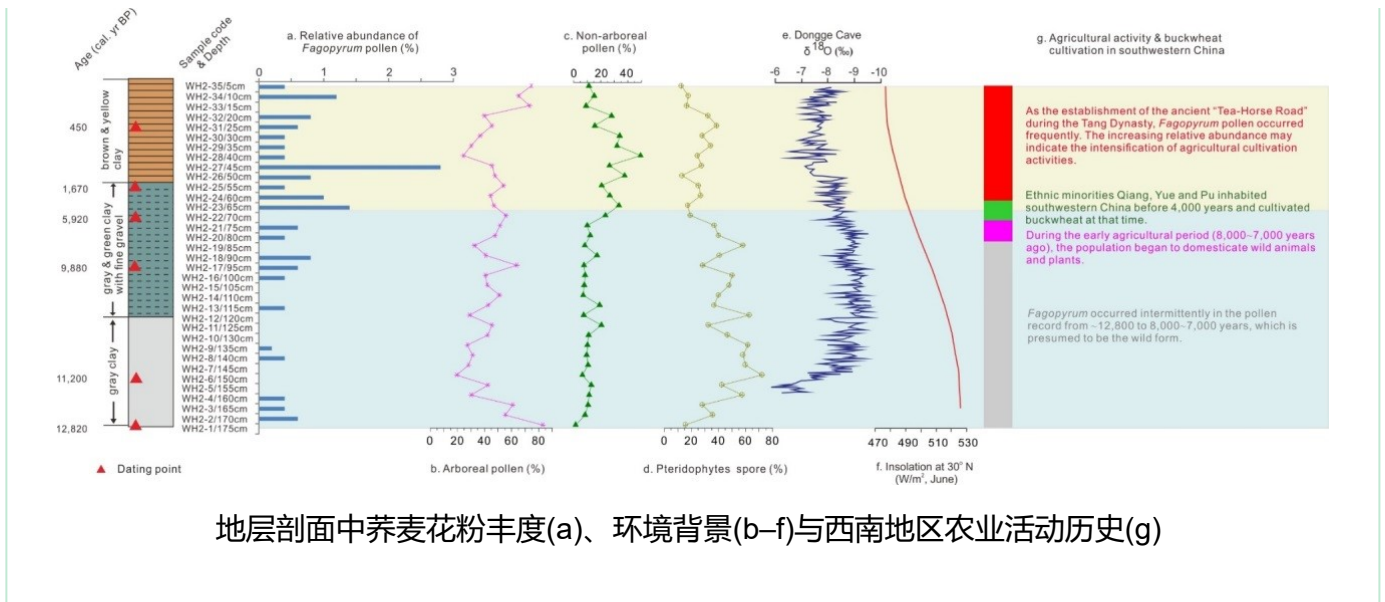 Age (cal. yr BP)
Sample code
& Depth
a. Relative abundance of
Fagopyrum pollen (%)
c. Non-arboreal
pollen (%)
e. Dongge Cave
δ18O (‰)
g. Agricultural activity & buckwheat
cultivation in southwestern China
0 1 2 3
0 20 40
-6 -7 -8 -9 -10
brown & yellow
clay
gray & green clay
with fine gravel
gray clay
450
1,670
5,920
9,880
11,200
12,820
WH2-35/5cm
WH2-34/10cm
WH2-33/15cm
WH2-32/20cm
WH2-31/25cm
WH2-30/30cm
WH2-29/35cm
WH2-28/40cm
WH2-27/45cm
WH2-26/50cm
WH2-25/55cm
WH2-24/60cm
WH2-23/65cm
WH2-22/70cm
WH2-21/75cm
WH2-20/80cm
WH2-19/85cm
WH2-18/90cm
WH2-17/95cm
WH2-16/100cm
WH2-15/105cm
WH2-14/110cm
WH2-13/115cm
WH2-12/120cm
WH2-11/125cm
WH2-10/130cm
WH2-9/135cm
WH2-8/140cm
WH2-7/145cm
WH2-6/150cm
WH2-5/155cm
WH2-4/160cm
WH2-3/165cm
WH2-2/170cm
WH2-1/175cm
As the establishment of the ancient "Tea-Horse Road"
during the Tang Dynasty, Fagopyrum pollen occurred
frequently. The increasing relative abundance may
indicate the intensification of agricultural cultivation
activities.
Ethnic minorities Qiang, Yue and Pu inhabited
southwestern China before 4,000 years and cultivated
buckwheat at that time.
During the early agricultural period (8,000~7,000 years
ago), the population began to domesticate wild animals
and plants.
Fagopyrum occurred intermittently in the pollen
record from ~12,800 to 8,000~7,000 years, which is
presumed to be the wild form.
0 20 40 60 80
0 20 40 60 80
470 490 510 530
Dating point
b. Arboreal pollen (%)
d. Pteridophytes spore (%)
f. Insolation at 30° N
(W/m², June)
地层剖面中荞麦花粉丰度(a)、环境背景(b–f)与西南地区农业活动历史(g)